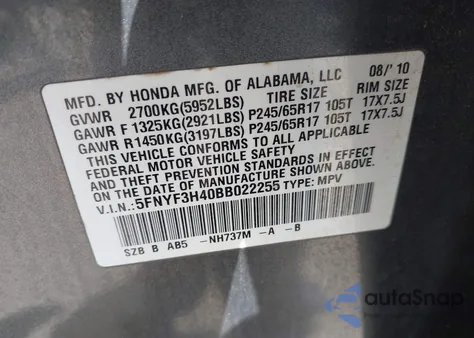 MFD. BY HONDA MFG. OF ALABAMA, LLC 08/'10
GVWR 2700KG(5952LBS) TIRE SIZE RIM SIZE
GAWR F 1325KG(2921LBS) P245/65R17 105T 17X7.5J
GAWR R1450KG(3197LBS) P245/65R17 105T 17X7.5J
THIS VEHICLE CONFORMS TO ALL APPLICABLE
FEDERAL MOTOR VEHICLE SAFETY
AND THEFT PREVENTION STANDARDS IN EFFECT
ON THE DATE OF MANUFACTURE SHOWN ABOVE.
V.I.N.:5FNYF3H40BB022255 TYPE: MPV
SZB B AB5 -NH737M -A -B
autoSnap